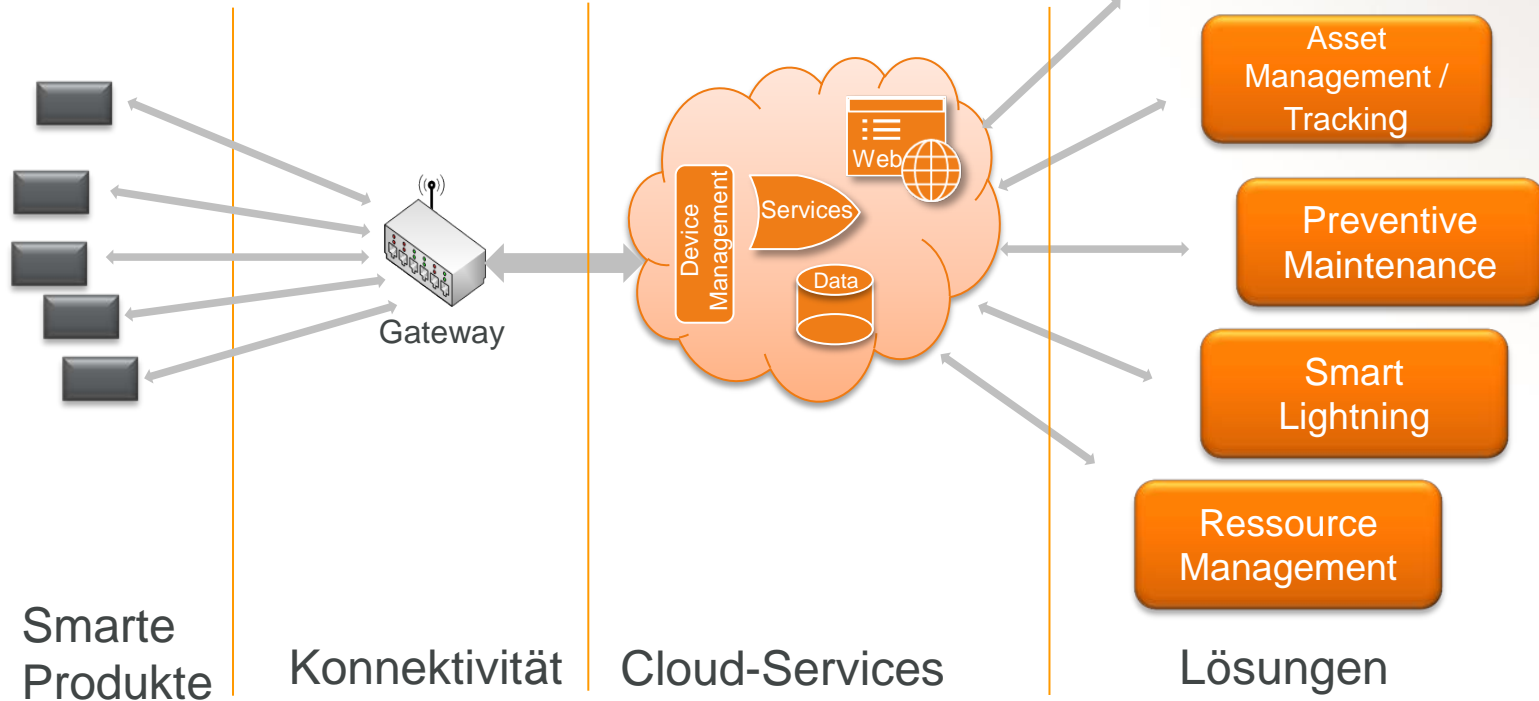 Asset
Management /
Tracking
Web
Device
Management
Services
Preventive
Maintenance
Data
Gateway
Smart
Lightning
Ressource
Management
Smarte
Produkte
Konnektivität
Cloud-Services
Lösungen